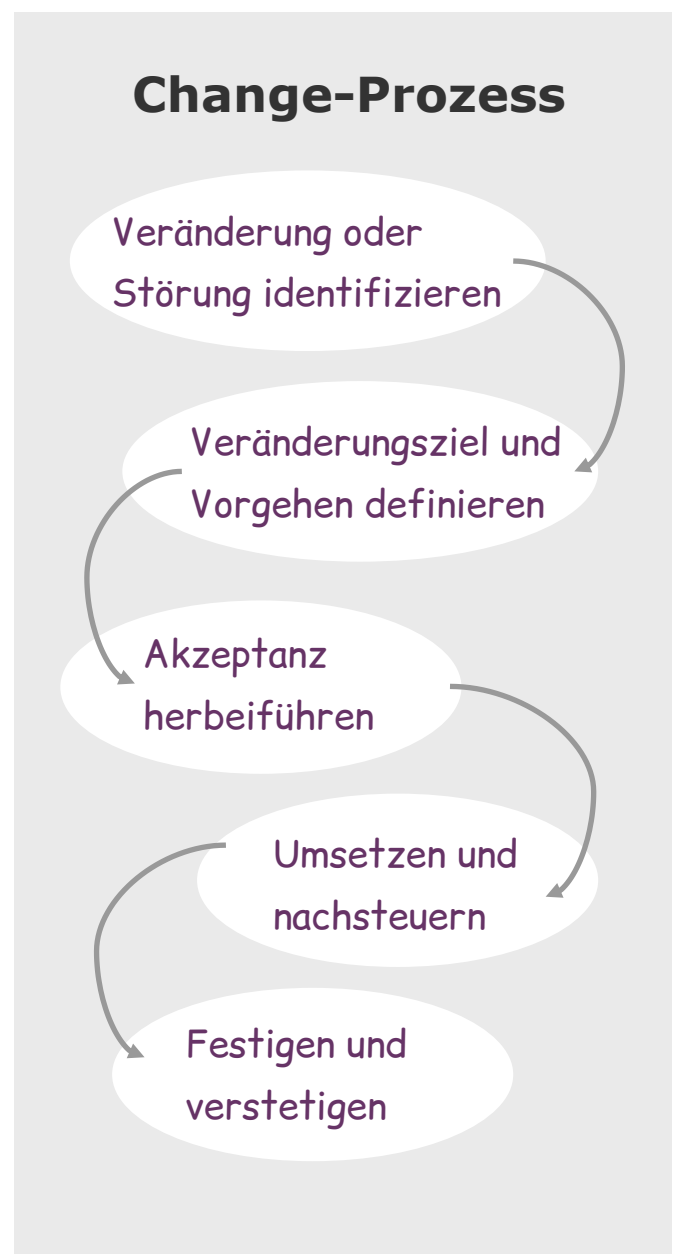 Change-Prozess
Veränderung oder
Störung identifizieren
Veränderungsziel und
Vorgehen definieren
Akzeptanz
herbeiführen
Umsetzen und
nachsteuern
Festigen und
verstetigen